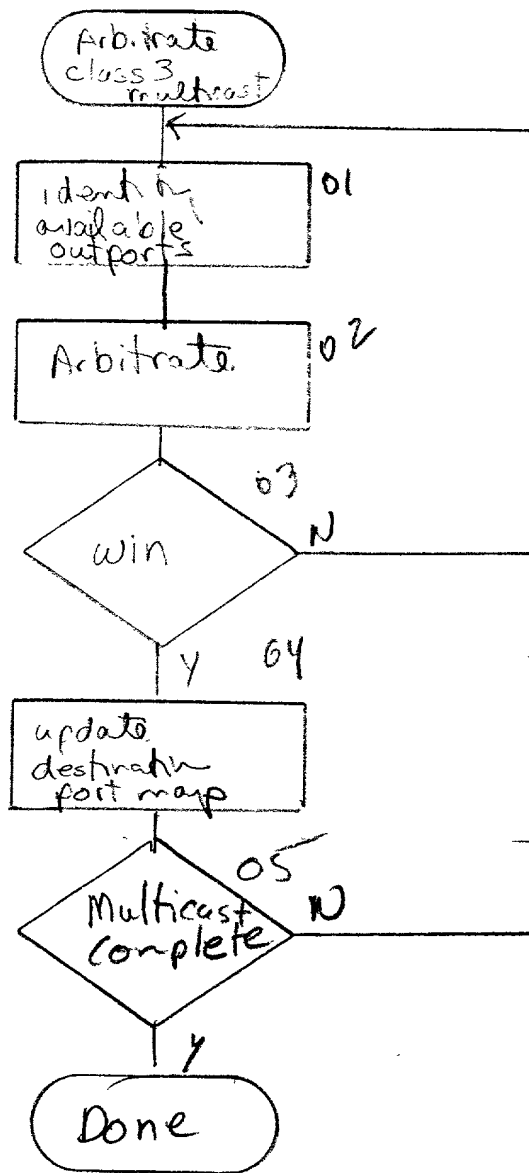 Arbitrate
class 3
multicast
identify
available
outports
01
Arbitrate
02
03
win
N
Y
04
update
destination
port map
05
Multicast
complete
N
Y
Done